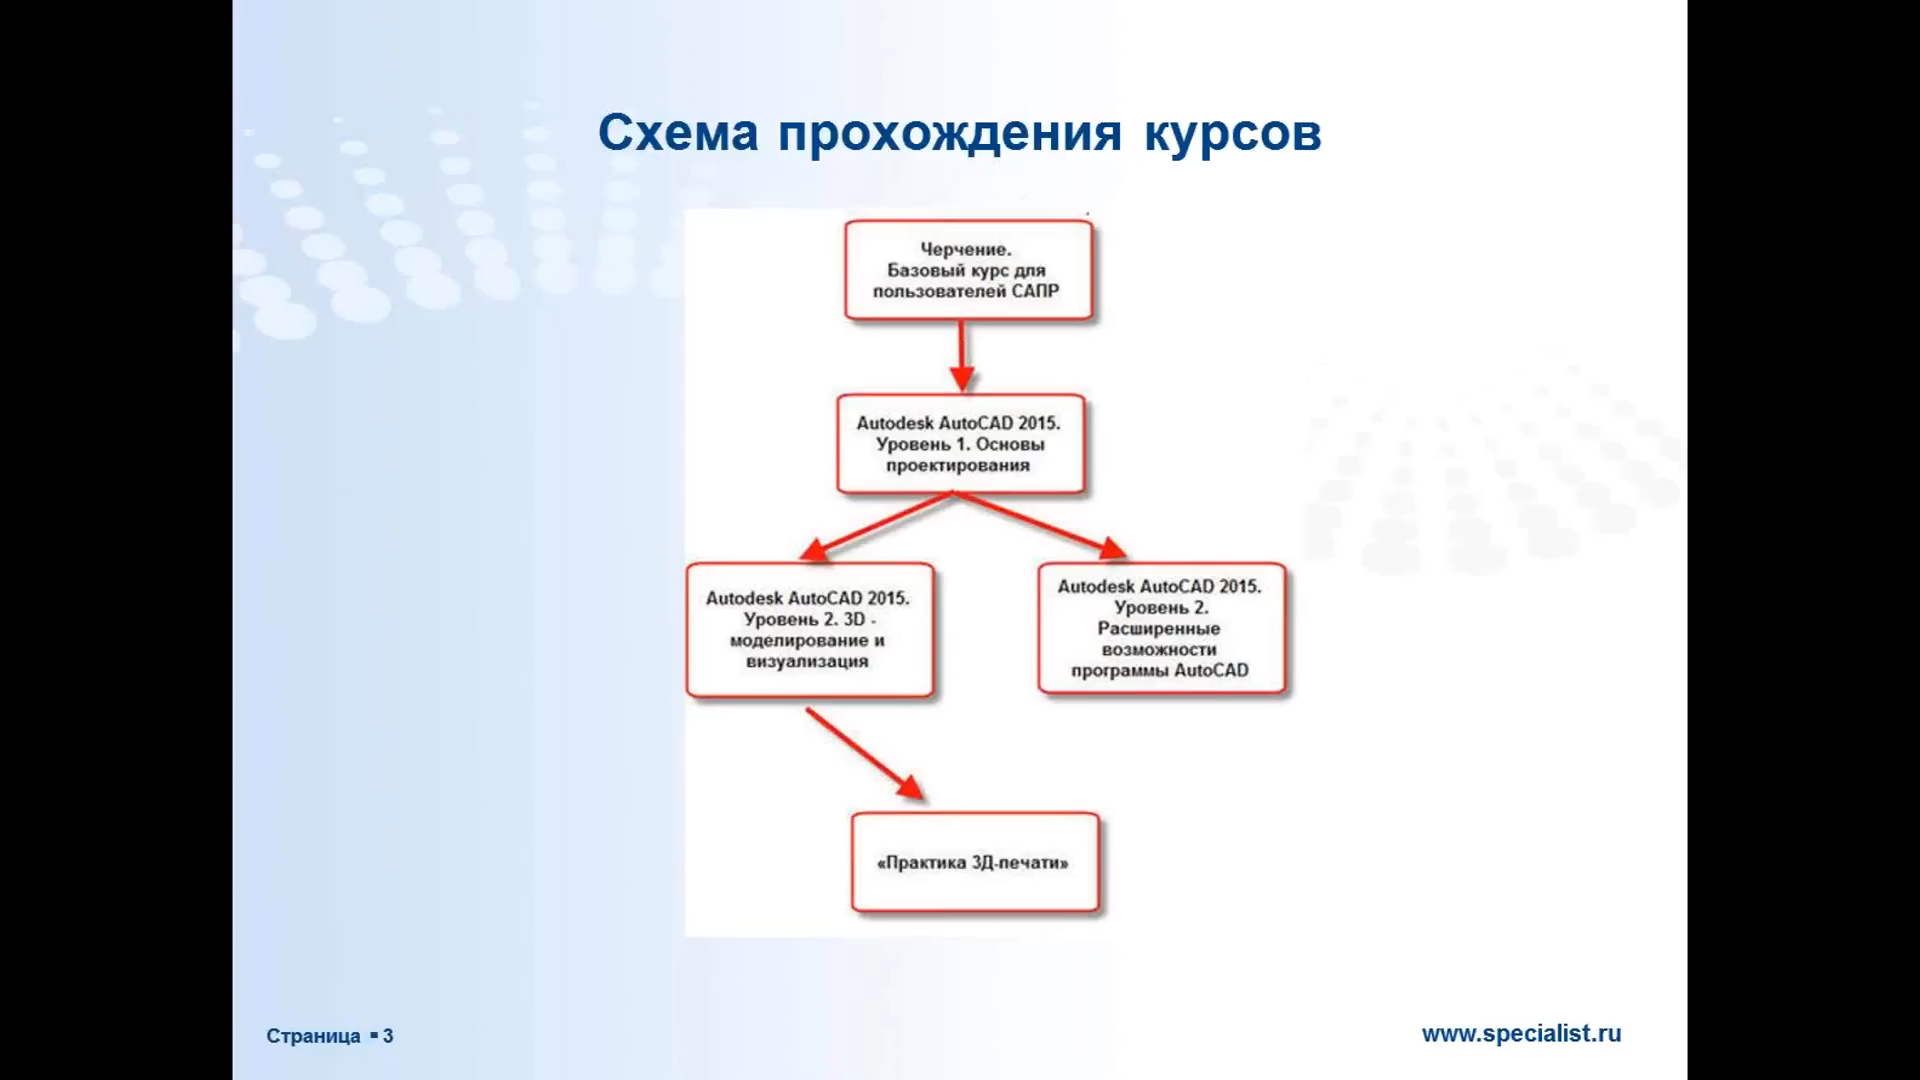 Схема прохождения курсов
Черчение.
Базовый курс для
пользователей САПР
Autodesk AutoCAD 2015.
Уровень 1. Основы
проектирования
Autodesk AutoCAD 2015.
Уровень 2. 3D -
моделирование и
визуализация
Autodesk AutoCAD 2015.
Уровень 2.
Расширенные
возможности
программы AutoCAD
«Практика 3Д-печати»
Страница ▪ 3
www.specialist.ru